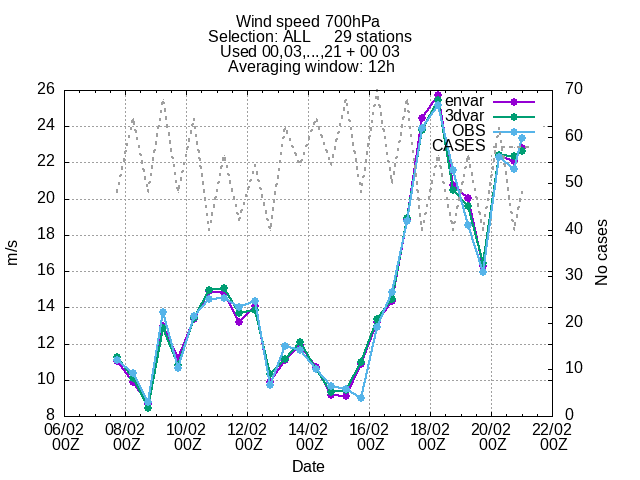 Wind speed 700hPa
Selection: ALL 29 stations
Used 00,03,...,21 + 00 03
Averaging window: 12h
26 70
envar
3dvar
OBS
CASES
24
22
20
18
16
14
12
10
8
60
50
40
30
20
10
0
m/s
No cases
06/02 08/02 10/02 12/02 14/02 16/02 18/02 20/02 22/02
00Z 00Z 00Z 00Z 00Z 00Z 00Z 00Z 00Z
Date